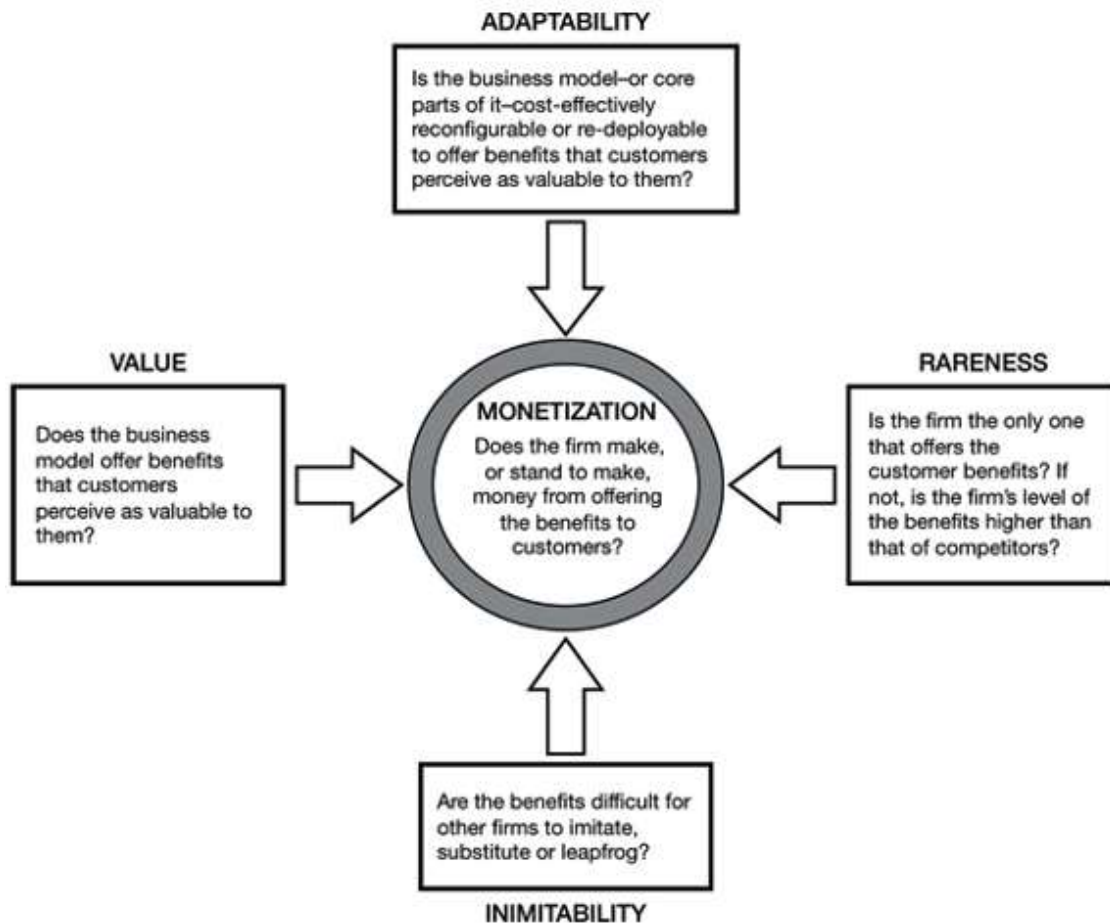 ADAPTABILITY
Is the business model–or core
parts of it–cost-effectively
reconfigurable or re-deployable
to offer benefits that customers
perceive as valuable to them?
VALUE
Does the business
model offer benefits
that customers
perceive as valuable to
them?
MONETIZATION
Does the firm make,
or stand to make,
money from offering
the benefits to
customers?
RARENESS
Is the firm the only one
that offers the
customer benefits? If
not, is the firm's level of
the benefits higher than
that of competitors?
Are the benefits difficult for
other firms to imitate,
substitute or leapfrog?
INIMITABILITY